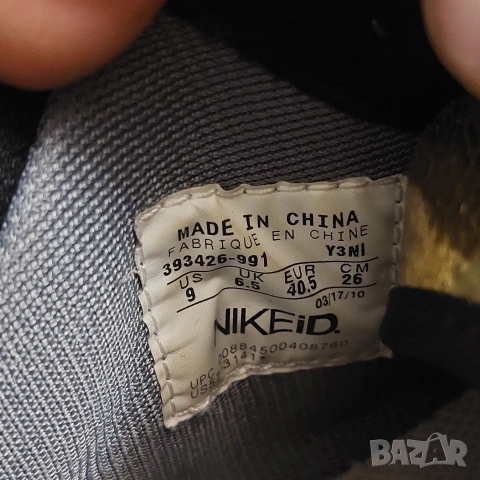 MADE IN CHINA
FABRIQUE EN CHINE
393426-991 Y3NI
US UK EUR CM
9 6.5 40.5 26
03/17/10
NIKEiD.
UPC: 00884500408760
BAZAR